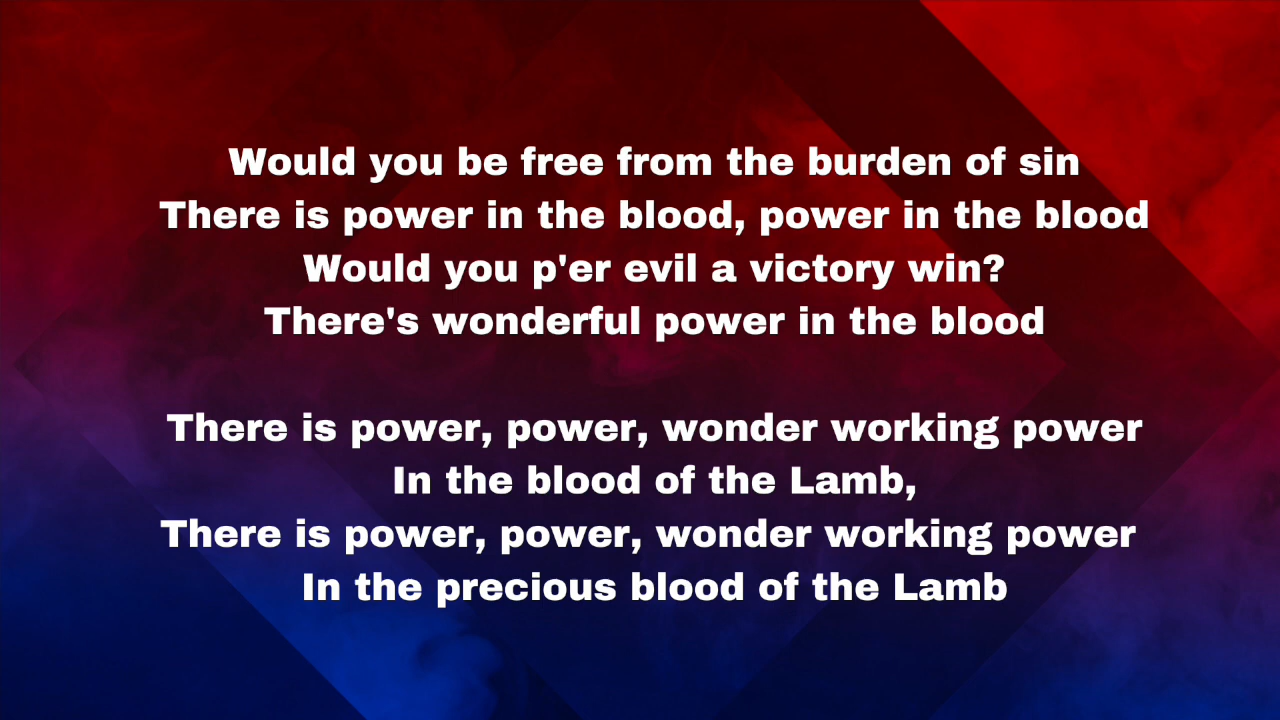 Would you be free from the burden of sin
There is power in the blood, power in the blood
Would you p'er evil a victory win?
There's wonderful power in the blood
There is power, power, wonder working power
In the blood of the Lamb,
There is power, power, wonder working power
In the precious blood of the Lamb